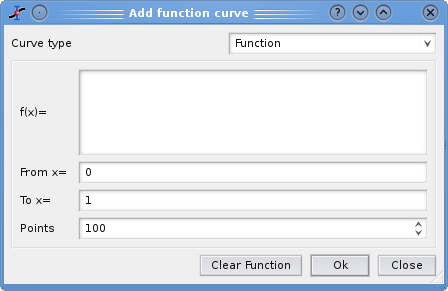 Add function curve
Curve type Function
f(x)=
From x= 0
To x= 1
Points 100
Clear Function Ok Close